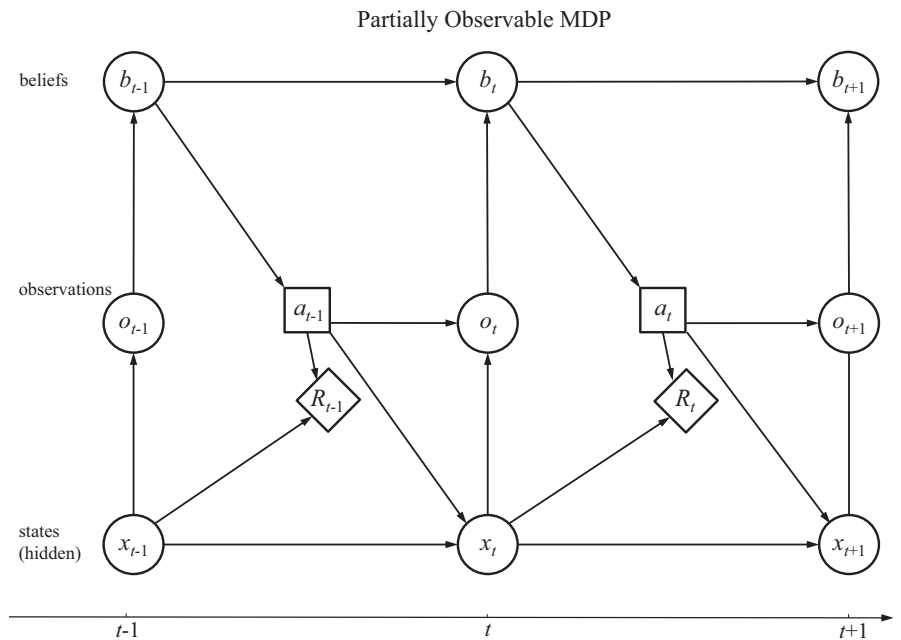 Partially Observable MDP
beliefs
b_{t-1}
b_t
b_{t+1}
observations
o_{t-1}
a_{t-1}
o_t
a_t
o_{t+1}
R_{t-1}
R_t
states
(hidden)
x_{t-1}
x_t
x_{t+1}
t-1
t
t+1